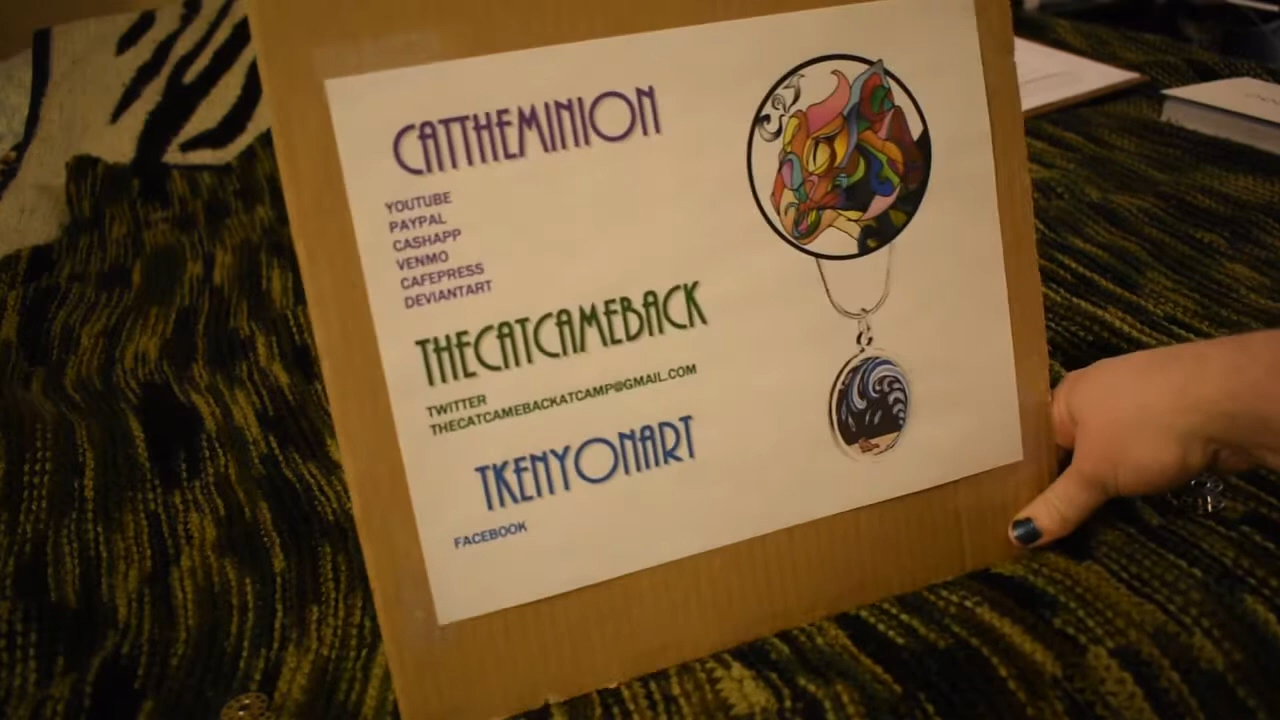 CATTHEMINION
YOUTUBE
PAYPAL
CASHAPP
VENMO
CAFEPRESS
DEVIANTART
THECATCAMEBACK
TWITTER
THECATCAMEBACKATCAMP@GMAIL.COM
TKENYONART
FACEBOOK